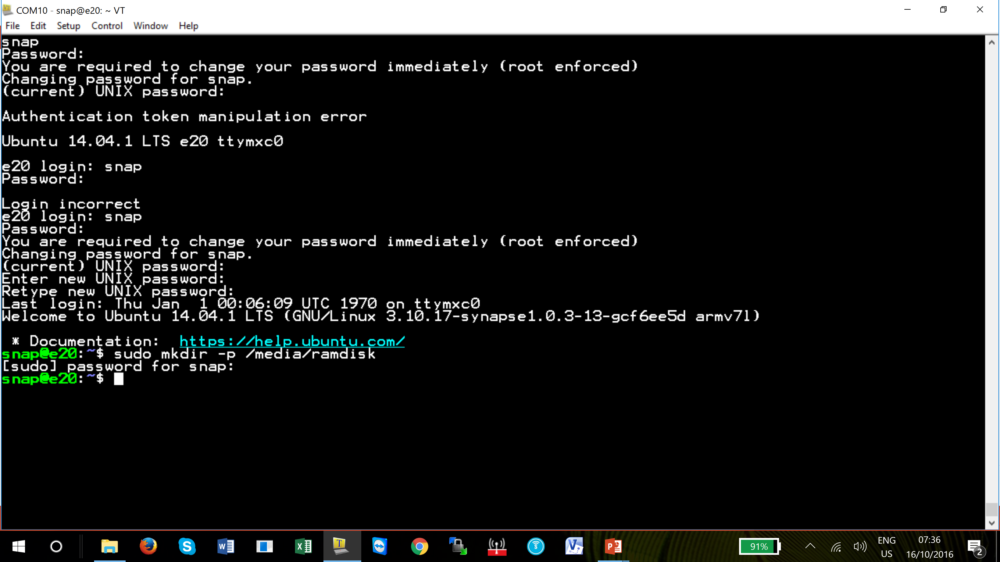 COM10 - snap@e20: ~ VT
File Edit Setup Control Window Help
snap
Password:
You are required to change your password immediately (root enforced)
Changing password for snap.
(current) UNIX password:
Authentication token manipulation error
Ubuntu 14.04.1 LTS e20 ttymxc0
e20 login: snap
Password:
Login incorrect
e20 login: snap
Password:
You are required to change your password immediately (root enforced)
Changing password for snap.
(current) UNIX password:
Enter new UNIX password:
Retype new UNIX password:
Last login: Thu Jan  1 00:06:09 UTC 1970 on ttymxc0
Welcome to Ubuntu 14.04.1 LTS (GNU/Linux 3.10.17-synapse1.0.3-13-gcf6ee5d armv7l)
 * Documentation:  https://help.ubuntu.com/
snap@e20:~$ sudo mkdir -p /media/ramdisk
[sudo] password for snap:
snap@e20:~$
91%
ENG
US
07:36
16/10/2016
2